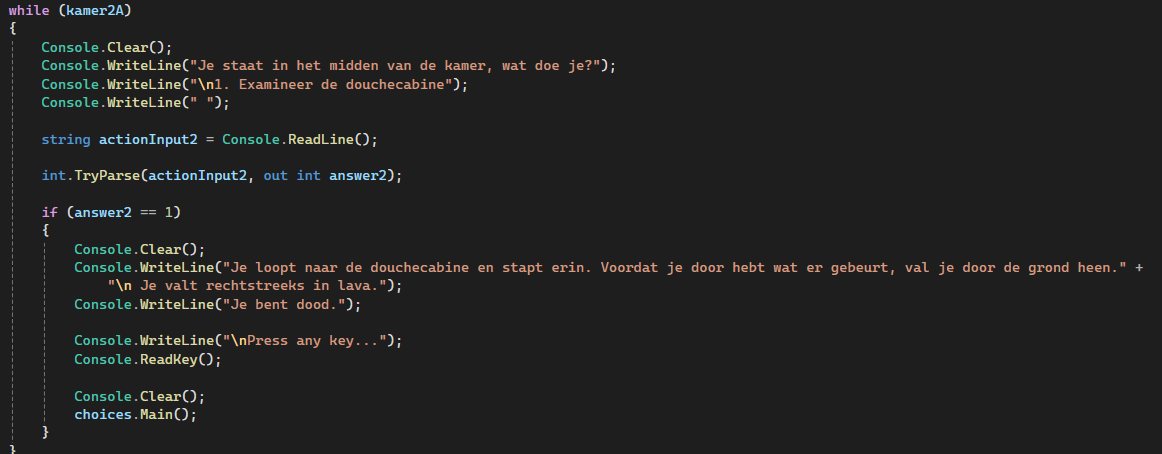 while (kamer2A)
{
Console.Clear();
Console.WriteLine("Je staat in het midden van de kamer, wat doe je?");
Console.WriteLine("\n1. Examineer de douchecabine");
Console.WriteLine(" ");
string actionInput2 = Console.ReadLine();
int.TryParse(actionInput2, out int answer2);
if (answer2 == 1)
{
Console.Clear();
Console.WriteLine("Je loopt naar de douchecabine en stapt erin. Voordat je door hebt wat er gebeurt, val je door de grond heen." +
"\n Je valt rechtstreeks in lava.");
Console.WriteLine("Je bent dood.");
Console.WriteLine("\nPress any key...");
Console.ReadKey();
Console.Clear();
choices.Main();
}
}